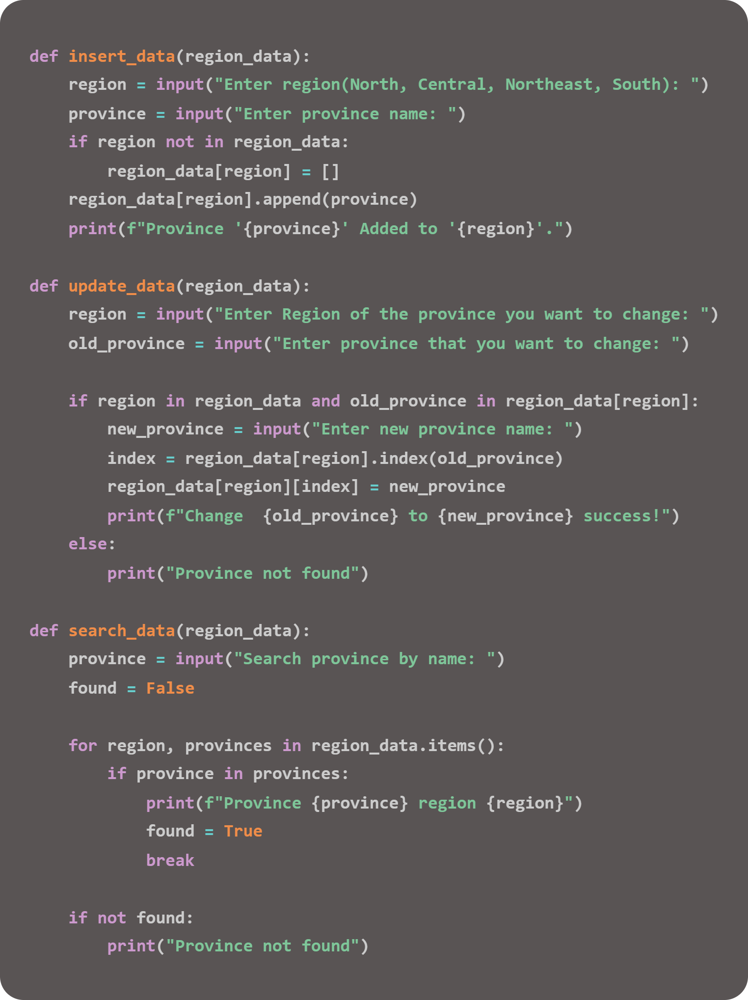 def insert_data(region_data):
    region = input("Enter region(North, Central, Northeast, South): ")
    province = input("Enter province name: ")
    if region not in region_data:
        region_data[region] = []
    region_data[region].append(province)
    print(f"Province '{province}' Added to '{region}'.")

def update_data(region_data):
    region = input("Enter Region of the province you want to change: ")
    old_province = input("Enter province that you want to change: ")

    if region in region_data and old_province in region_data[region]:
        new_province = input("Enter new province name: ")
        index = region_data[region].index(old_province)
        region_data[region][index] = new_province
        print(f"Change  {old_province} to {new_province} success!")
    else:
        print("Province not found")

def search_data(region_data):
    province = input("Search province by name: ")
    found = False

    for region, provinces in region_data.items():
        if province in provinces:
            print(f"Province {province} region {region}")
            found = True
            break

    if not found:
        print("Province not found")